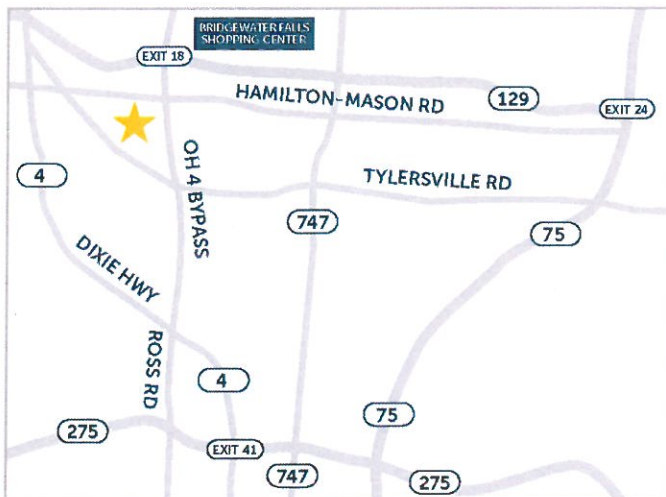 BRIDGEWATER FALLS
SHOPPING CENTER
EXIT 18
HAMILTON-MASON RD
129
EXIT 24
4
OH 4 BYPASS
TYLERSVILLE RD
747
75
DIXIE HWY
ROSS RD
4
75
275
EXIT 41
747
275